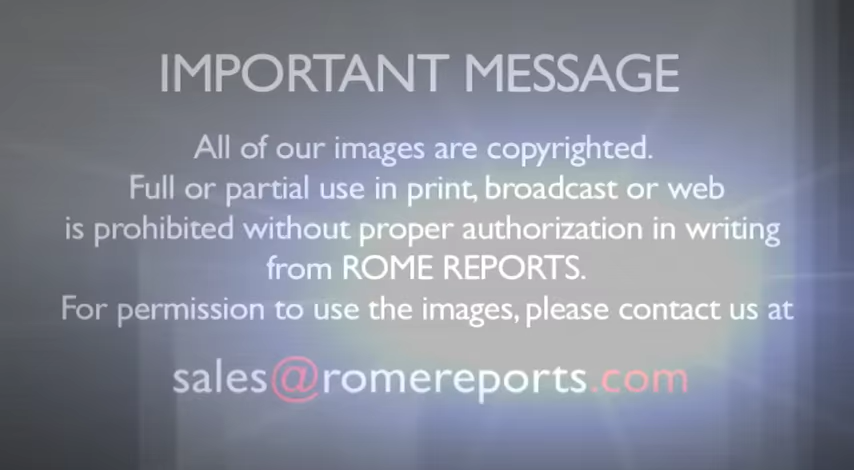 IMPORTANT MESSAGE
All of our images are copyrighted.
Full or partial use in print, broadcast or web
is prohibited without proper authorization in writing
from ROME REPORTS.
For permission to use the images, please contact us at
sales@romereports.com